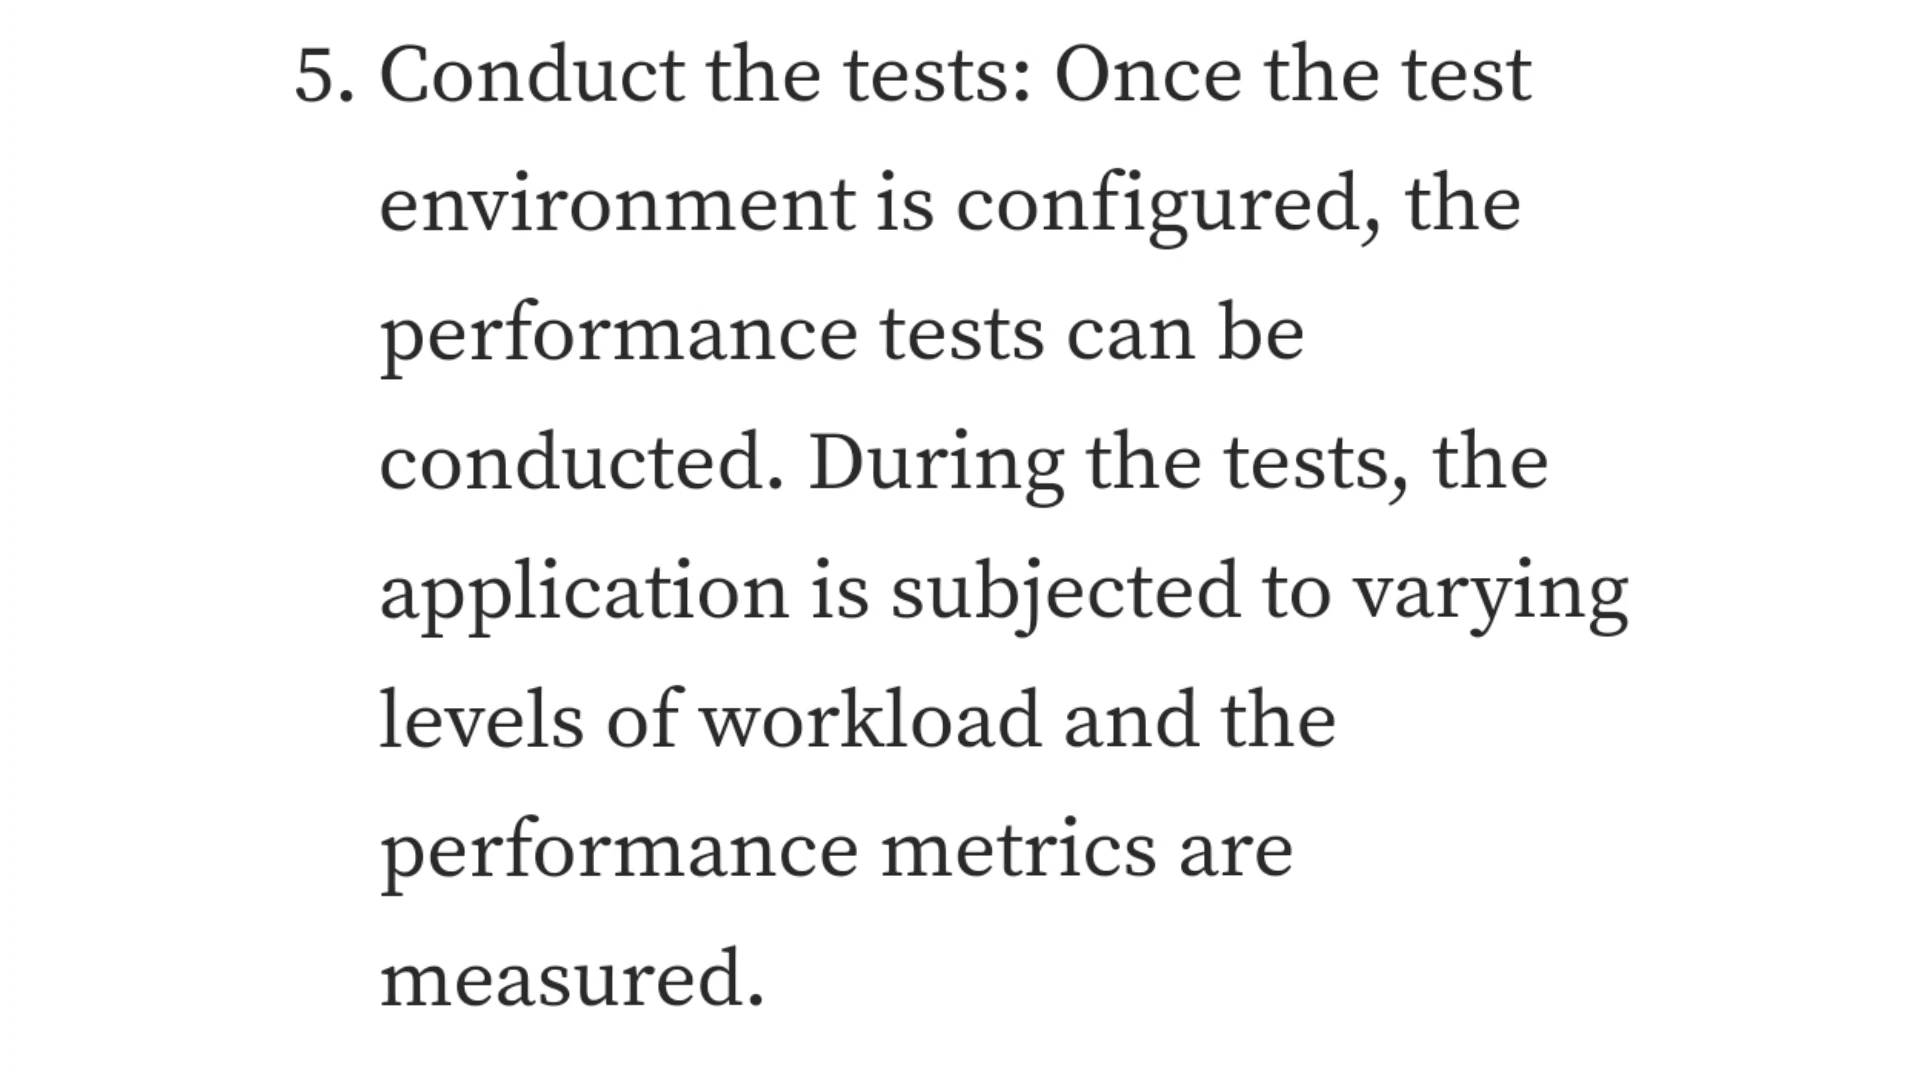 5. Conduct the tests: Once the test
environment is configured, the
performance tests can be
conducted. During the tests, the
application is subjected to varying
levels of workload and the
performance metrics are
measured.